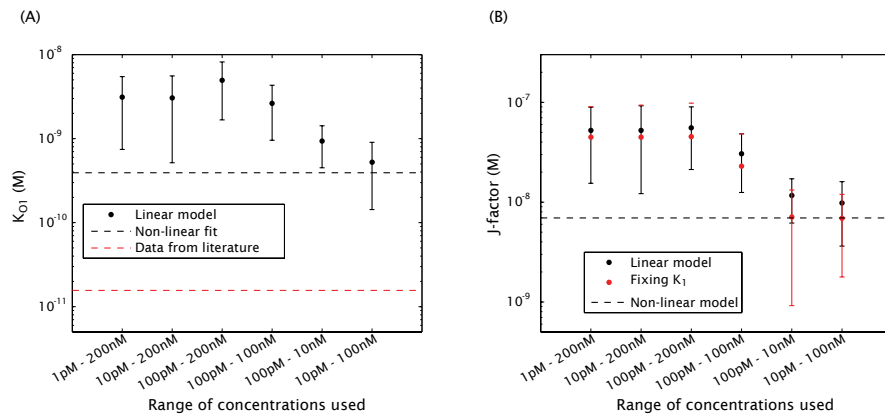 (A)
10⁻⁸
10⁻⁹
10⁻¹⁰
10⁻¹¹
K_O1 (M)
Linear model
Non-linear fit
Data from literature
1pM - 200nM
10pM - 200nM
100pM - 200nM
100pM - 100nM
100pM - 10nM
10pM - 100nM
Range of concentrations used
(B)
10⁻⁷
10⁻⁸
10⁻⁹
J-factor (M)
Linear model
Fixing K₁
Non-linear model
1pM - 200nM
10pM - 200nM
100pM - 200nM
100pM - 100nM
100pM - 10nM
10pM - 100nM
Range of concentrations used